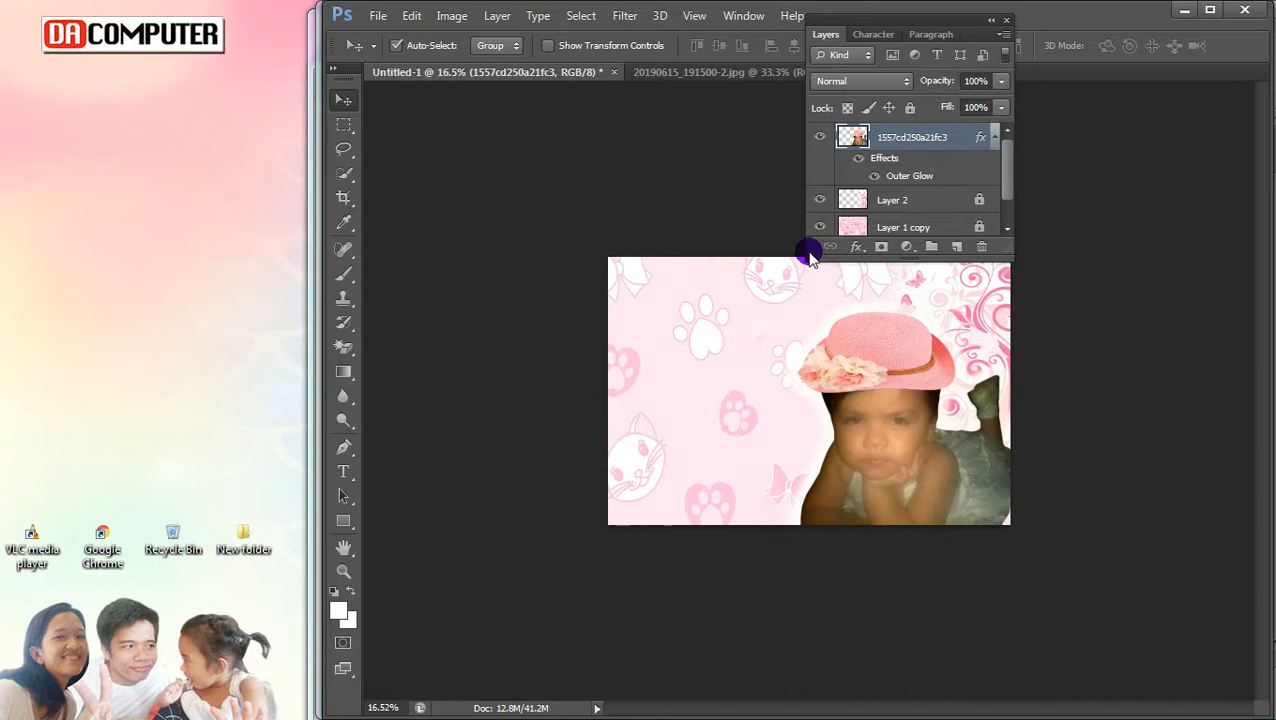 DA COMPUTER
Ps File Edit Image Layer Type Select Filter 3D View Window Help
Auto-Select: Group Show Transform Controls 3D Mode:
Untitled-1 @ 16.5% (1557cd250a21fc3, RGB/8) * × 20190615_191500-2.jpg @ 33.3% (RG
Layers Character Paragraph
Kind
Normal Opacity: 100%
Lock: Fill: 100%
1557cd250a21fc3 fx
Effects
Outer Glow
Layer 2
Layer 1 copy
fx
VLC media player
Google Chrome
Recycle Bin
New folder
16.52% Doc: 12.8M/41.2M